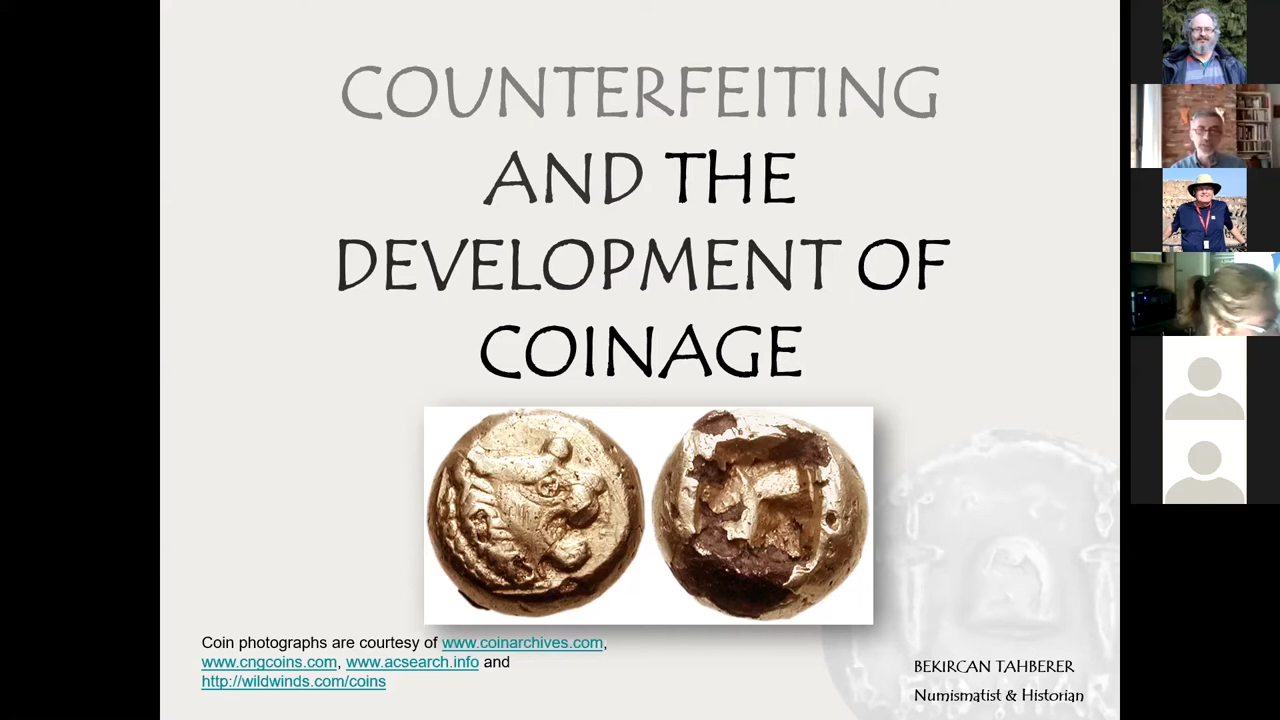 COUNTERFEITING
AND THE
DEVELOPMENT OF
COINAGE
Coin photographs are courtesy of www.coinarchives.com,
www.cngcoins.com, www.acsearch.info and
http://wildwinds.com/coins
BEKIRCAN TAHBERER
Numismatist & Historian